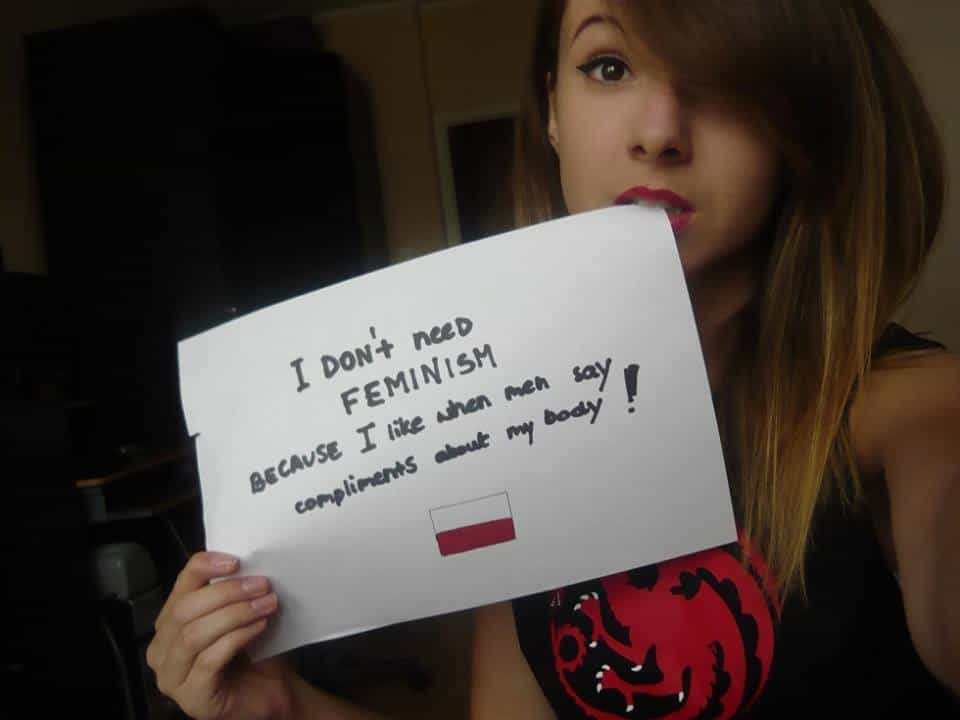 I DON't neeD
FEMINISM
BECAUSE I like when men say
compliments about my body !